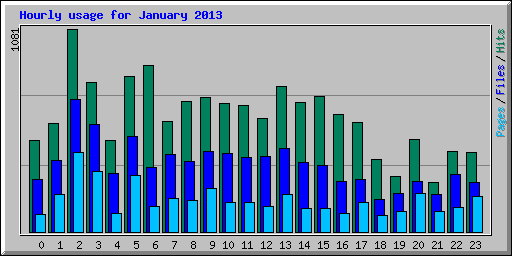 Hourly usage for January 2013
1081
Pages/Files/Hits
0 1 2 3 4 5 6 7 8 9 10 11 12 13 14 15 16 17 18 19 20 21 22 23